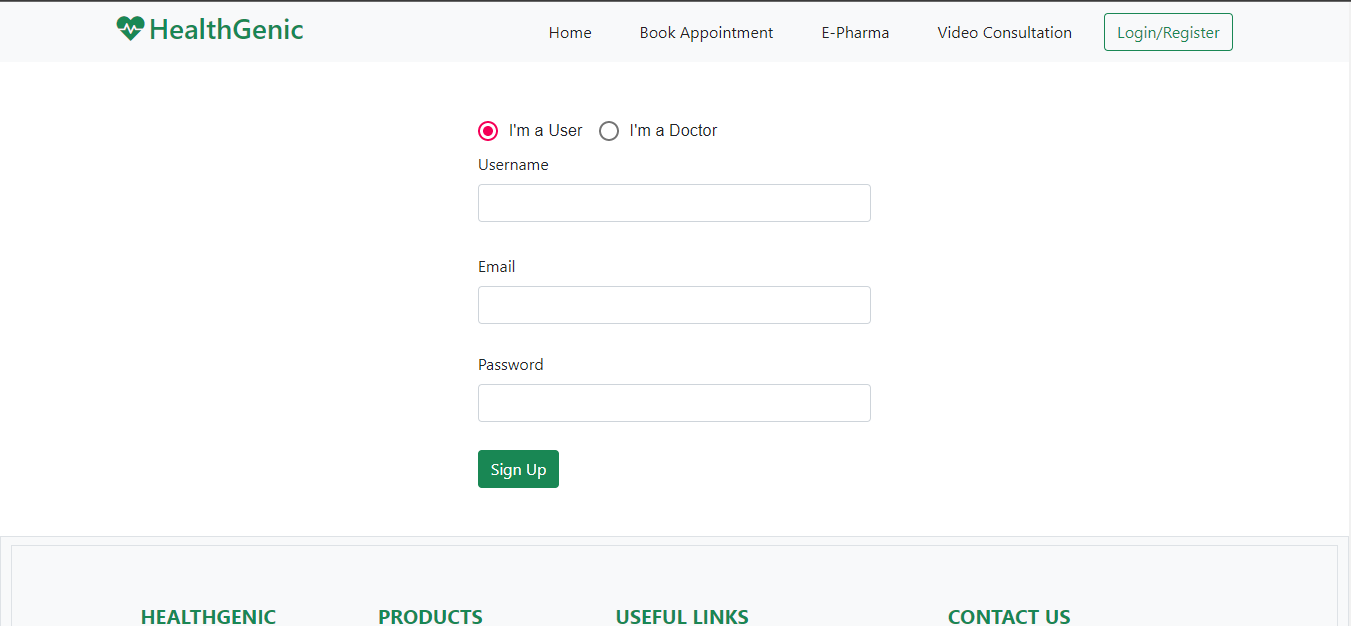 HealthGenic
Home Book Appointment E-Pharma Video Consultation Login/Register
I'm a User I'm a Doctor
Username
Email
Password
Sign Up
HEALTHGENIC PRODUCTS USEFUL LINKS CONTACT US